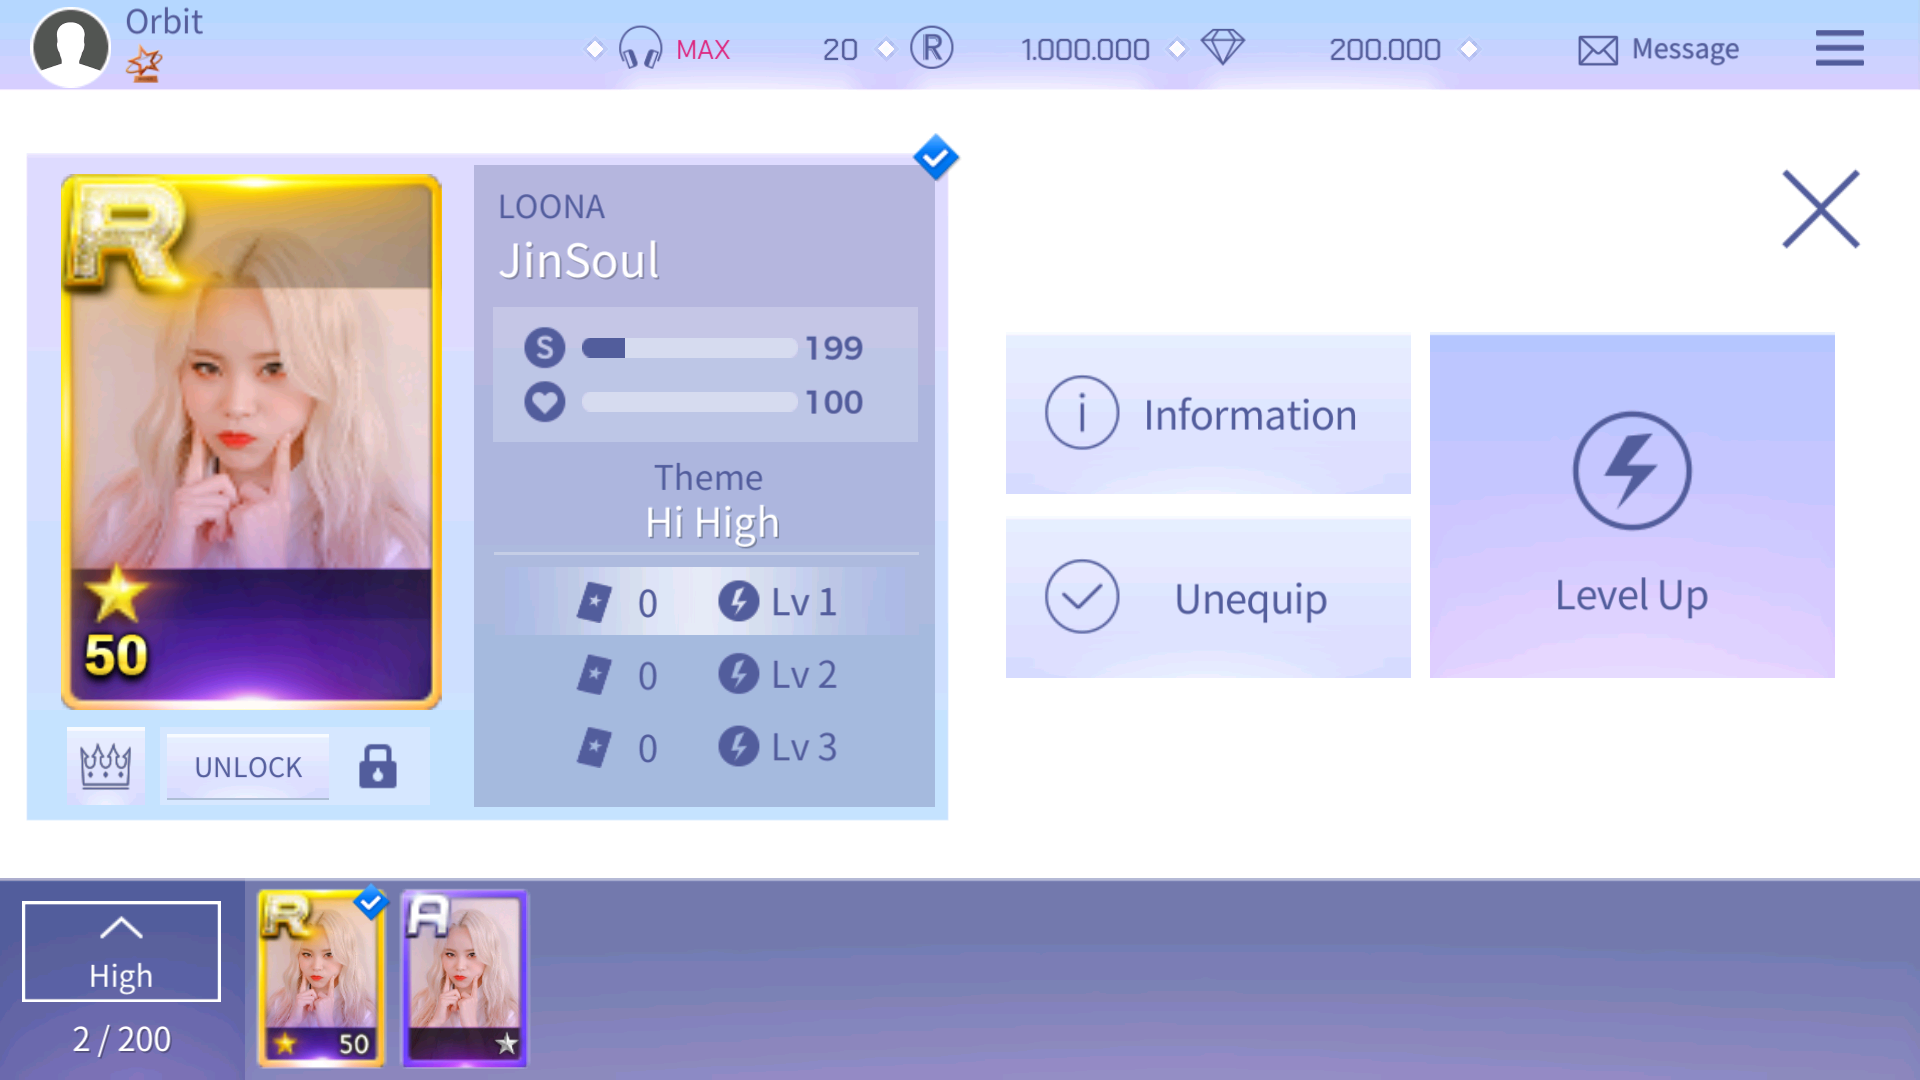 Orbit
MAX 20 R 1.000.000 200.000 Message
R
50
UNLOCK
LOONA
JinSoul
S 199
100
Theme
Hi High
0 Lv 1
0 Lv 2
0 Lv 3
i Information
Unequip
Level Up
High
2 / 200
R
50
A